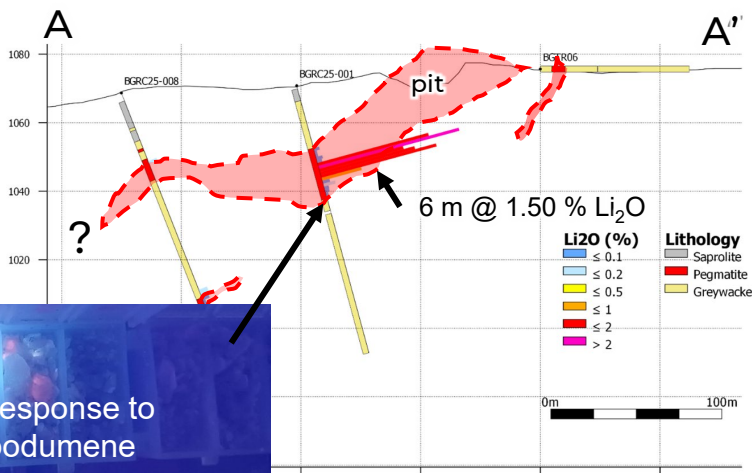 A
A'
1080
BGRC25-008
BGRC25-001
pit
1060
1040
6 m @ 1.50 % Li₂O
?
Li2O (%)
≤ 0.1
≤ 0.2
≤ 0.5
≤ 1
≤ 2
> 2
Lithology
Saprolite
Pegmatite
Greywacke
1020
0m
100m
esponse to
odumene